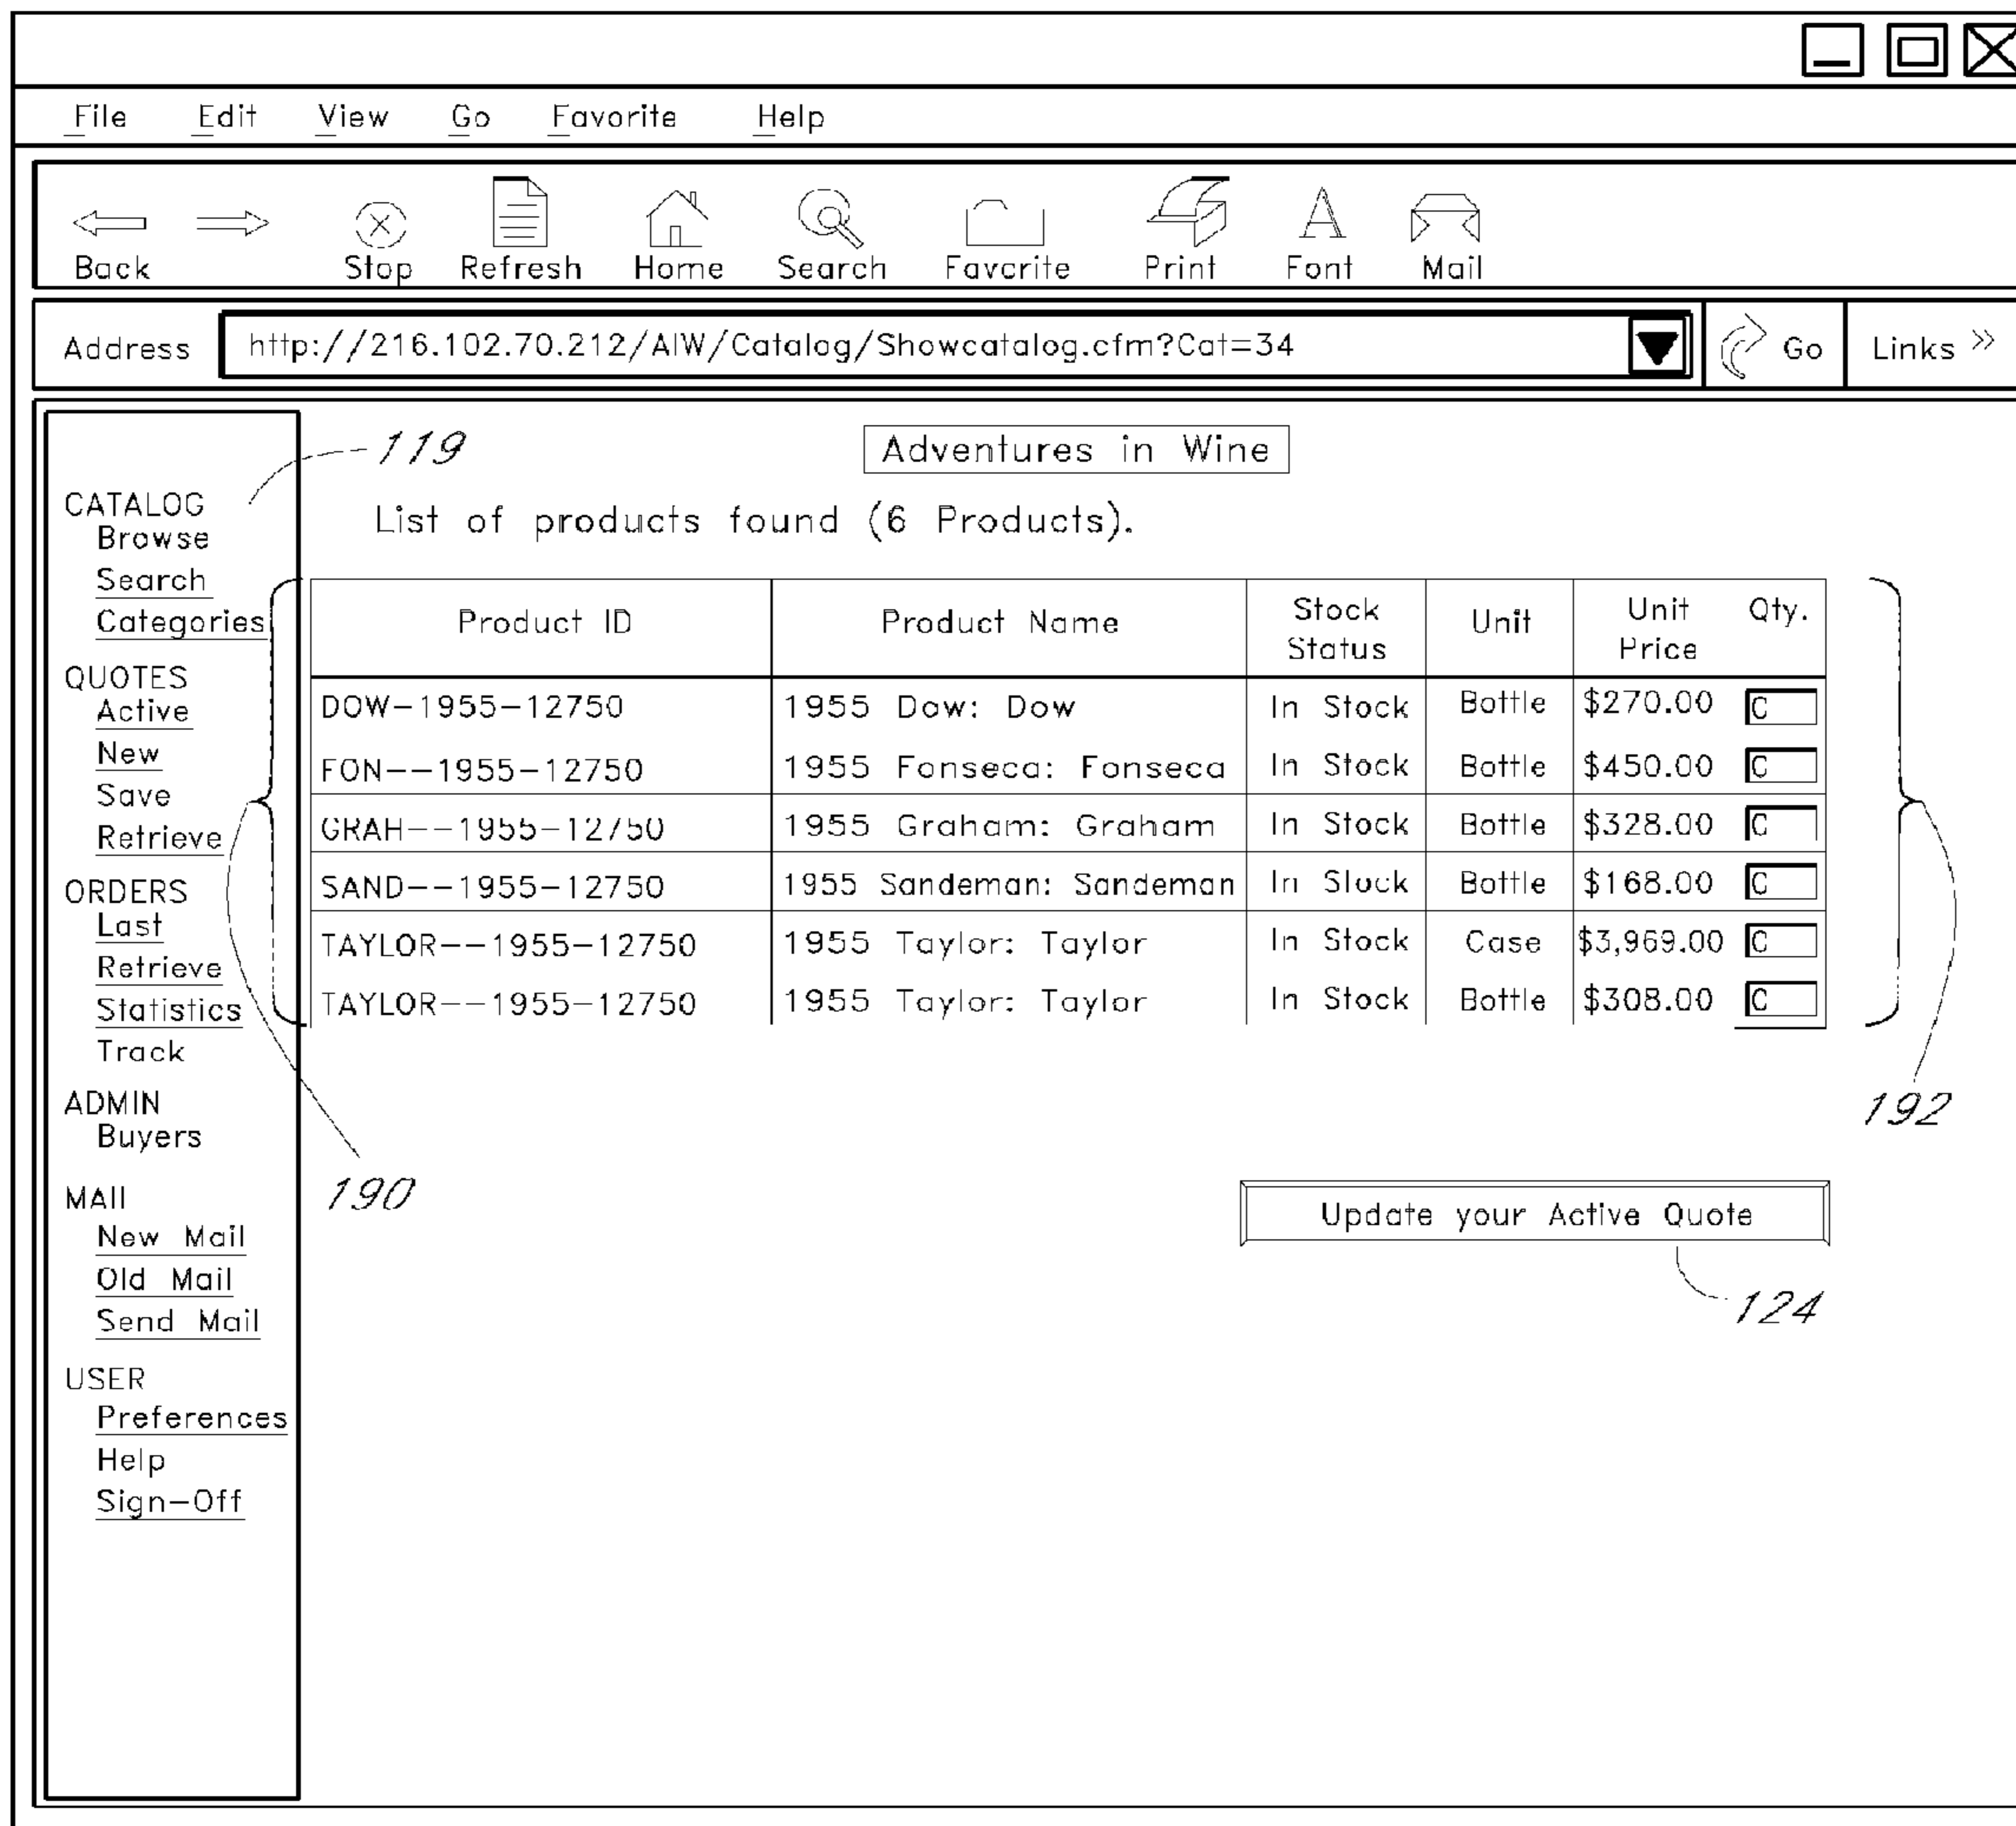 File Edit View Go Favorite Help
Back Stop Refresh Home Search Favorite Print Font Mail
Address http://216.102.70.212/AIW/Catalog/Showcatalog.cfm?Cat=34 Go Links »
119
Adventures in Wine
List of products found (6 Products).
CATALOG
Browse
Search
Categories
QUOTES
Active
New
Save
Retrieve
ORDERS
Last
Retrieve
Statistics
Track
ADMIN
Buyers
MAIl
New Mail
Old Mail
Send Mail
USER
Preferences
Help
Sign-Off
Product ID Product Name Stock Status Unit Unit Price Qty.
DOW-1955-12750 1955 Dow: Dow In Stock Bottle $270.00 C
FON--1955-12750 1955 Fonseca: Fonseca In Stock Bottle $450.00 C
GRAH--1955-12750 1955 Graham: Graham In Stock Bottle $328.00 C
SAND--1955-12750 1955 Sandeman: Sandeman In Stock Bottle $168.00 C
TAYLOR--1955-12750 1955 Taylor: Taylor In Stock Case $3,969.00 C
TAYLOR--1955-12750 1955 Taylor: Taylor In Stock Bottle $308.00 C
192
190
Update your Active Quote
124